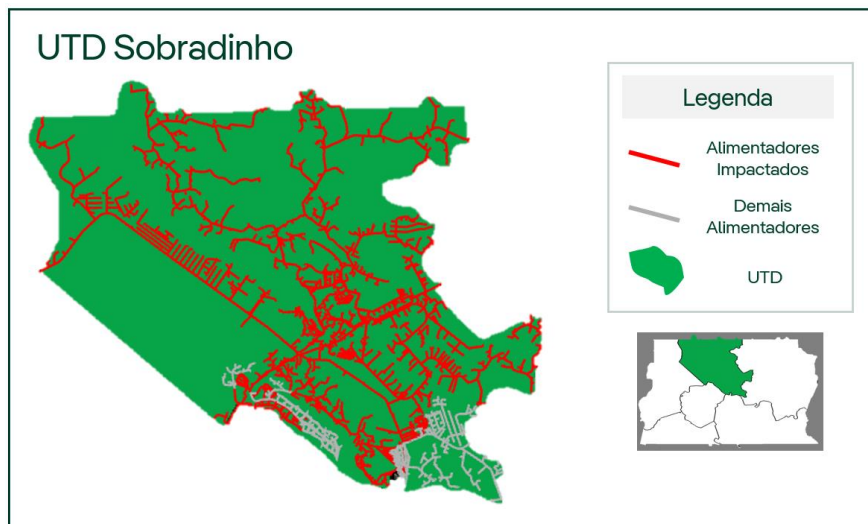 UTD Sobradinho
Legenda
Alimentadores
Impactados
Demais
Alimentadores
UTD